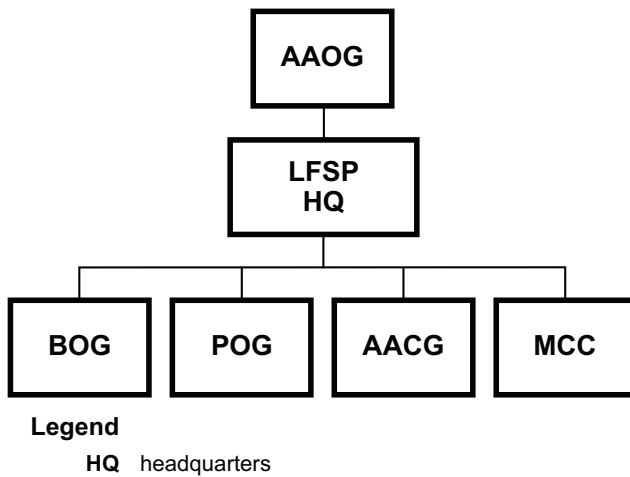 AAOG
LFSP
HQ
BOG POG AACG MCC
Legend
HQ headquarters